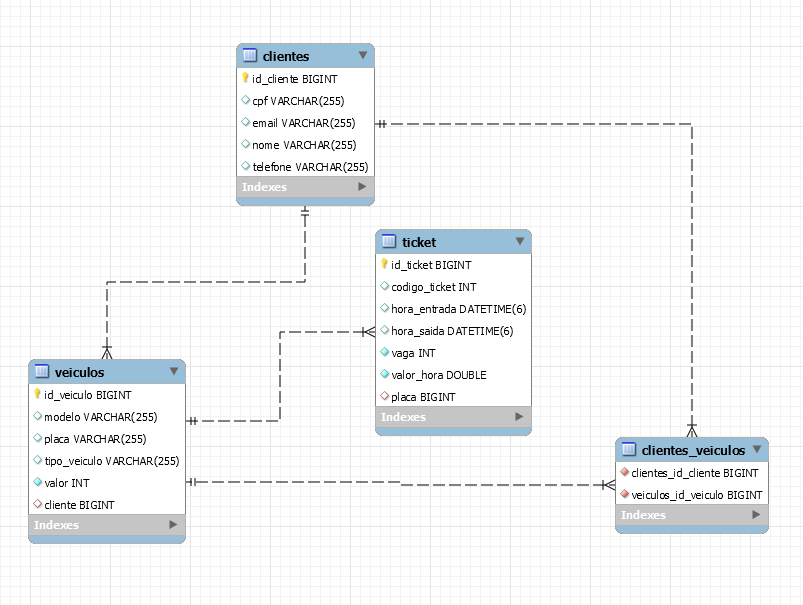 clientes
id_cliente BIGINT
cpf VARCHAR(255)
email VARCHAR(255)
nome VARCHAR(255)
telefone VARCHAR(255)
Indexes
ticket
id_ticket BIGINT
codigo_ticket INT
hora_entrada DATETIME(6)
hora_saida DATETIME(6)
vaga INT
valor_hora DOUBLE
placa BIGINT
Indexes
veiculos
id_veiculo BIGINT
modelo VARCHAR(255)
placa VARCHAR(255)
tipo_veiculo VARCHAR(255)
valor INT
cliente BIGINT
Indexes
clientes_veiculos
clientes_id_cliente BIGINT
veiculos_id_veiculo BIGINT
Indexes